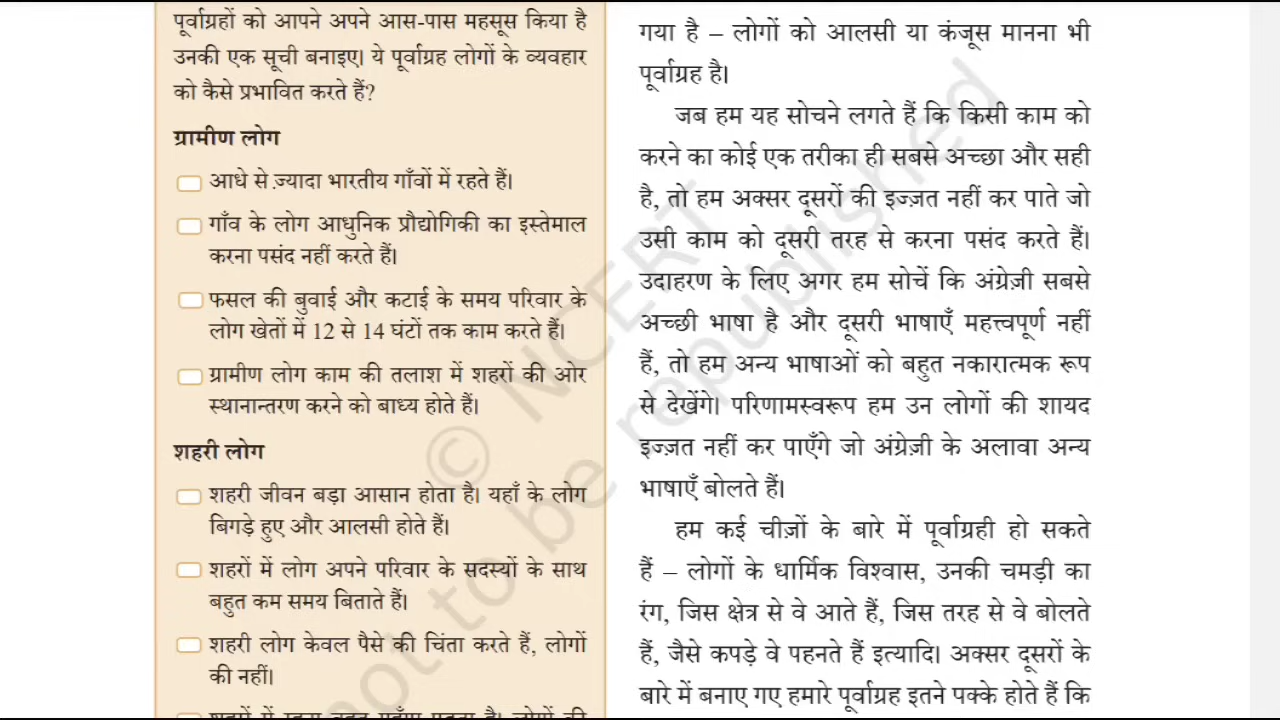 पूर्वाग्रहों को आपने अपने आस-पास महसूस किया है
उनकी एक सूची बनाइए। ये पूर्वाग्रह लोगों के व्यवहार
को कैसे प्रभावित करते हैं?
ग्रामीण लोग
आधे से ज़्यादा भारतीय गाँवों में रहते हैं।
गाँव के लोग आधुनिक प्रौद्योगिकी का इस्तेमाल
करना पसंद नहीं करते हैं।
फसल की बुवाई और कटाई के समय परिवार के
लोग खेतों में 12 से 14 घंटों तक काम करते हैं।
ग्रामीण लोग काम की तलाश में शहरों की ओर
स्थानान्तरण करने को बाध्य होते हैं।
शहरी लोग
शहरी जीवन बड़ा आसान होता है। यहाँ के लोग
बिगड़े हुए और आलसी होते हैं।
शहरों में लोग अपने परिवार के सदस्यों के साथ
बहुत कम समय बिताते हैं।
शहरी लोग केवल पैसे की चिंता करते हैं, लोगों
की नहीं।
गया है – लोगों को आलसी या कंजूस मानना भी
पूर्वाग्रह है।
जब हम यह सोचने लगते हैं कि किसी काम को
करने का कोई एक तरीका ही सबसे अच्छा और सही
है, तो हम अक्सर दूसरों की इज्ज़त नहीं कर पाते जो
उसी काम को दूसरी तरह से करना पसंद करते हैं।
उदाहरण के लिए अगर हम सोचें कि अंग्रेज़ी सबसे
अच्छी भाषा है और दूसरी भाषाएँ महत्त्वपूर्ण नहीं
हैं, तो हम अन्य भाषाओं को बहुत नकारात्मक रूप
से देखेंगे। परिणामस्वरूप हम उन लोगों की शायद
इज्ज़त नहीं कर पाएँगे जो अंग्रेज़ी के अलावा अन्य
भाषाएँ बोलते हैं।
हम कई चीज़ों के बारे में पूर्वाग्रही हो सकते
हैं – लोगों के धार्मिक विश्वास, उनकी चमड़ी का
रंग, जिस क्षेत्र से वे आते हैं, जिस तरह से वे बोलते
हैं, जैसे कपड़े वे पहनते हैं इत्यादि। अक्सर दूसरों के
बारे में बनाए गए हमारे पूर्वाग्रह इतने पक्के होते हैं कि
© NCERT
not to be republished